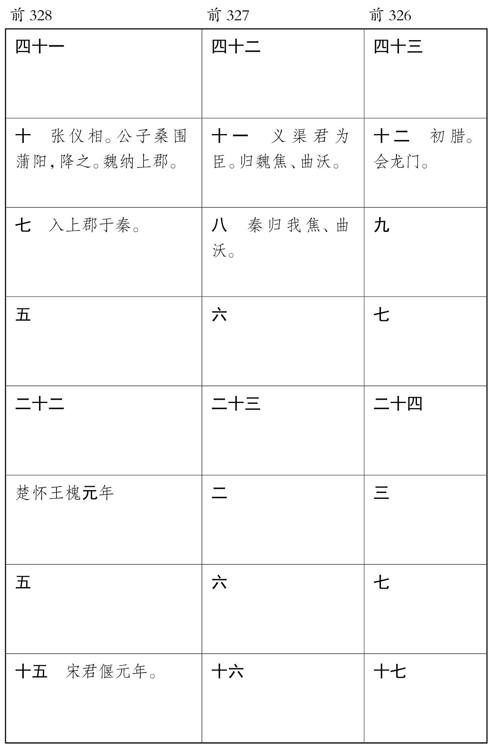 前 328 前 327 前 326
四十一 四十二 四十三
十 张仪相。公子桑围 十一 义渠君为 十二 初腊。
蒲阳，降之。魏纳上郡。 臣。归魏焦、曲沃。 会龙门。
七 入上郡于秦。 八 秦归我焦、曲 九
沃。
五 六 七
二十二 二十三 二十四
楚怀王槐元年 二 三
五 六 七
十五 宋君偃元年。 十六 十七